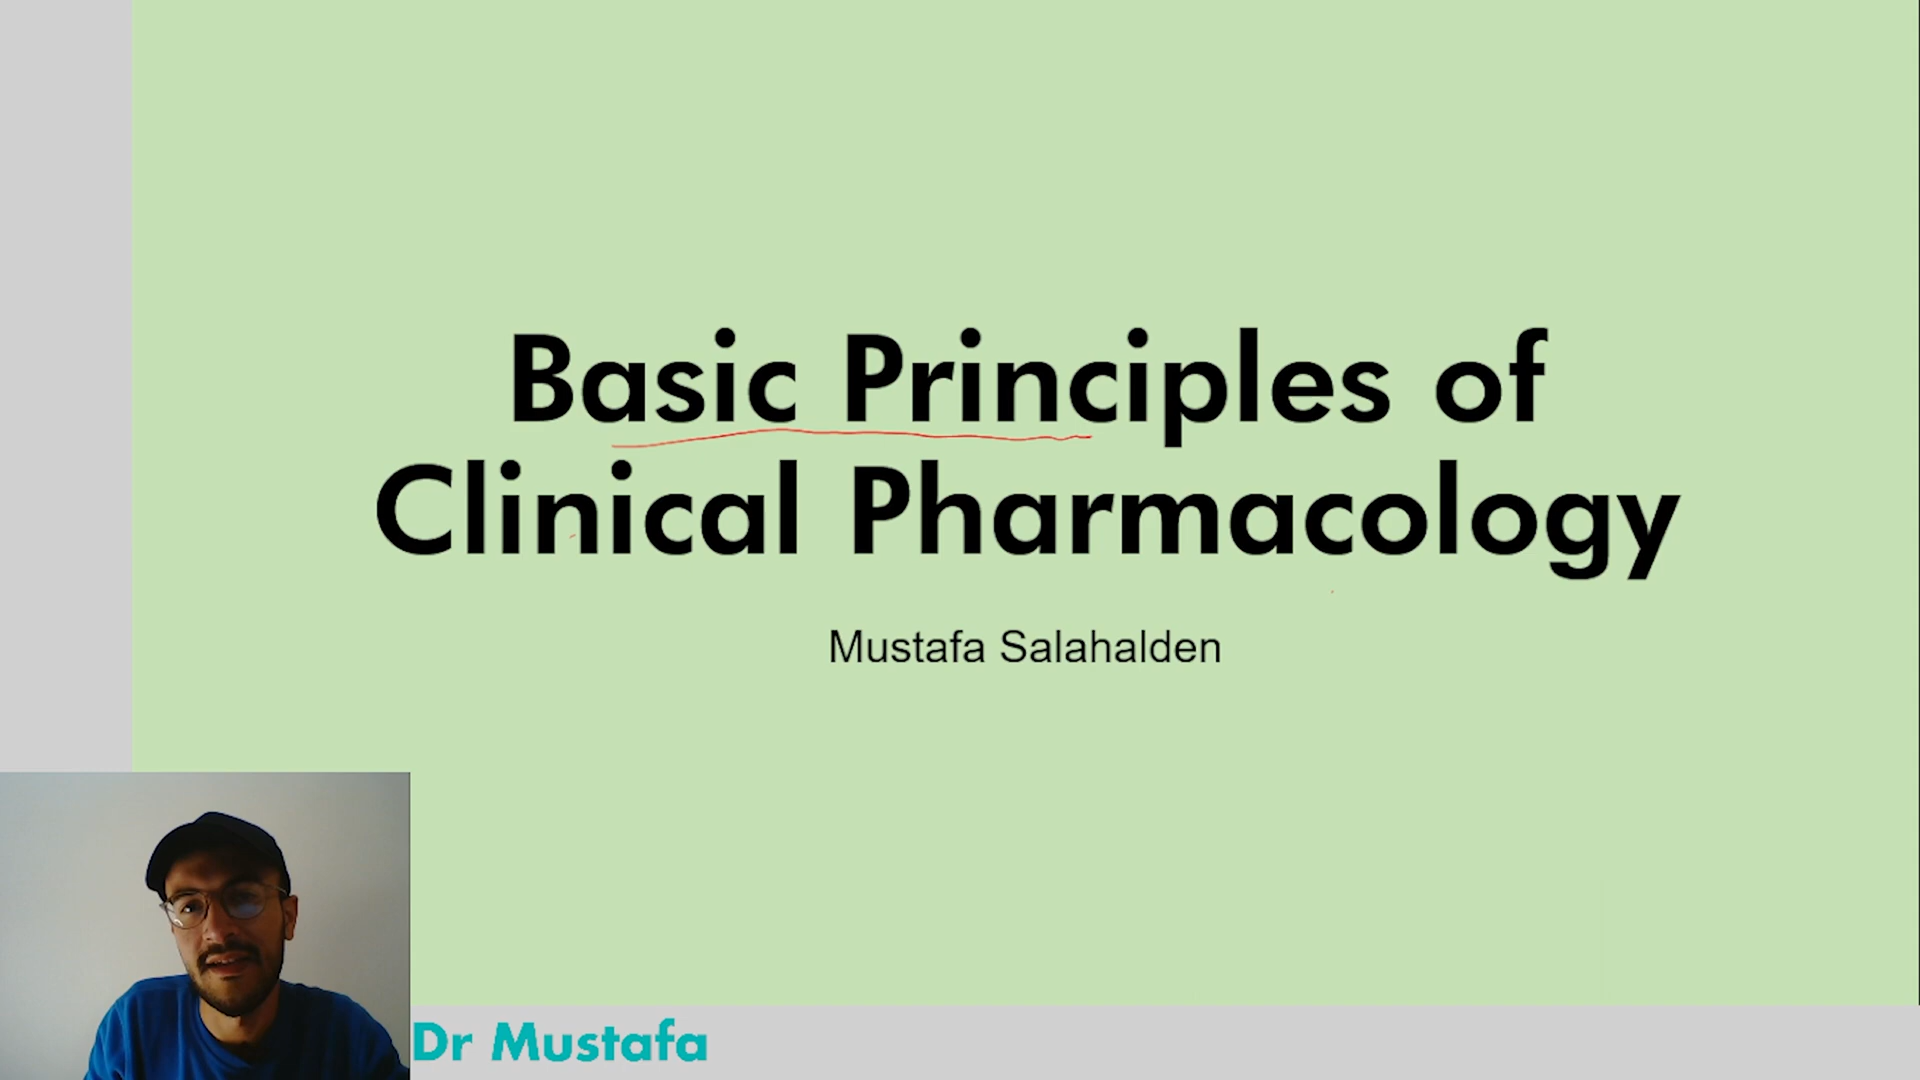 Basic Principles of
Clinical Pharmacology
Mustafa Salahalden
Dr Mustafa